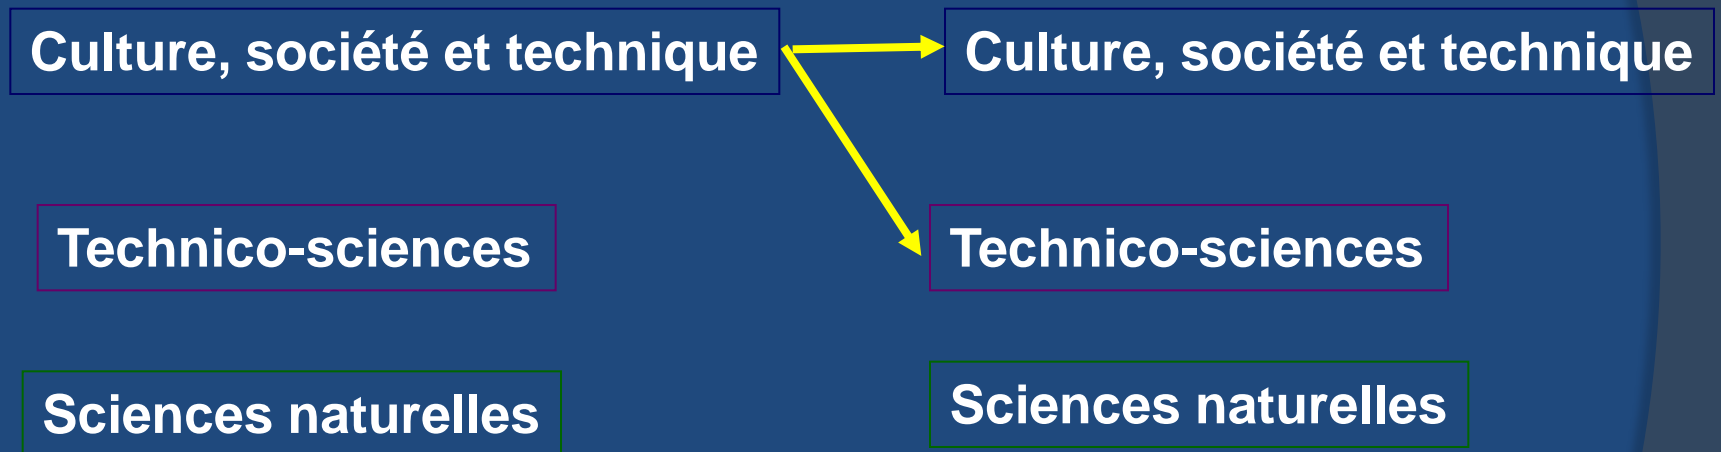 Culture, société et technique
Culture, société et technique
Technico-sciences
Technico-sciences
Sciences naturelles
Sciences naturelles